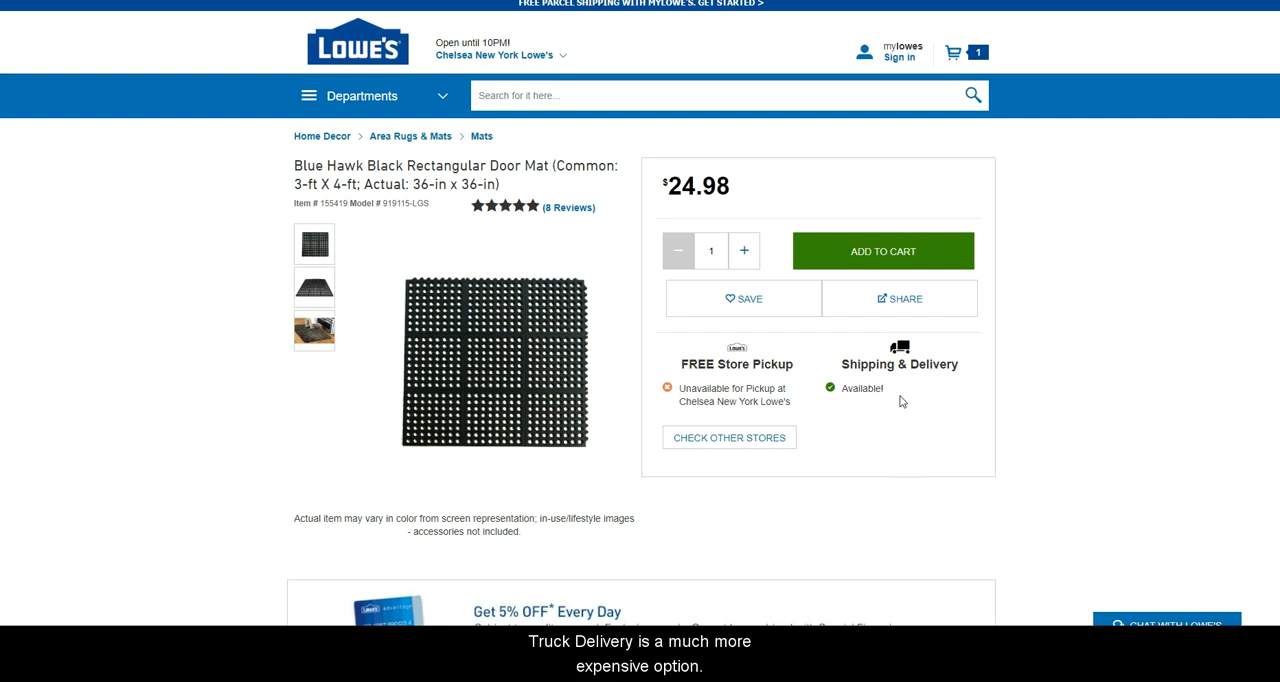 FREE PARCEL SHIPPING WITH MYLOWE'S. GET STARTED >
LOWE'S
Open until 10PM!
Chelsea New York Lowe's
mylowes
Sign in
1
Departments
Search for it here...
Home Decor > Area Rugs & Mats > Mats
Blue Hawk Black Rectangular Door Mat (Common:
3-ft X 4-ft; Actual: 36-in x 36-in)
Item # 155419 Model # 919115-LGS
(8 Reviews)
$24.98
− 1 +
ADD TO CART
SAVE
SHARE
LOWE'S
FREE Store Pickup
Unavailable for Pickup at
Chelsea New York Lowe's
CHECK OTHER STORES
Shipping & Delivery
Available!
Actual item may vary in color from screen representation; in-use/lifestyle images
- accessories not included.
LOWE'S
Get 5% OFF* Every Day
CHAT WITH LOWE'S
Truck Delivery is a much more
expensive option.